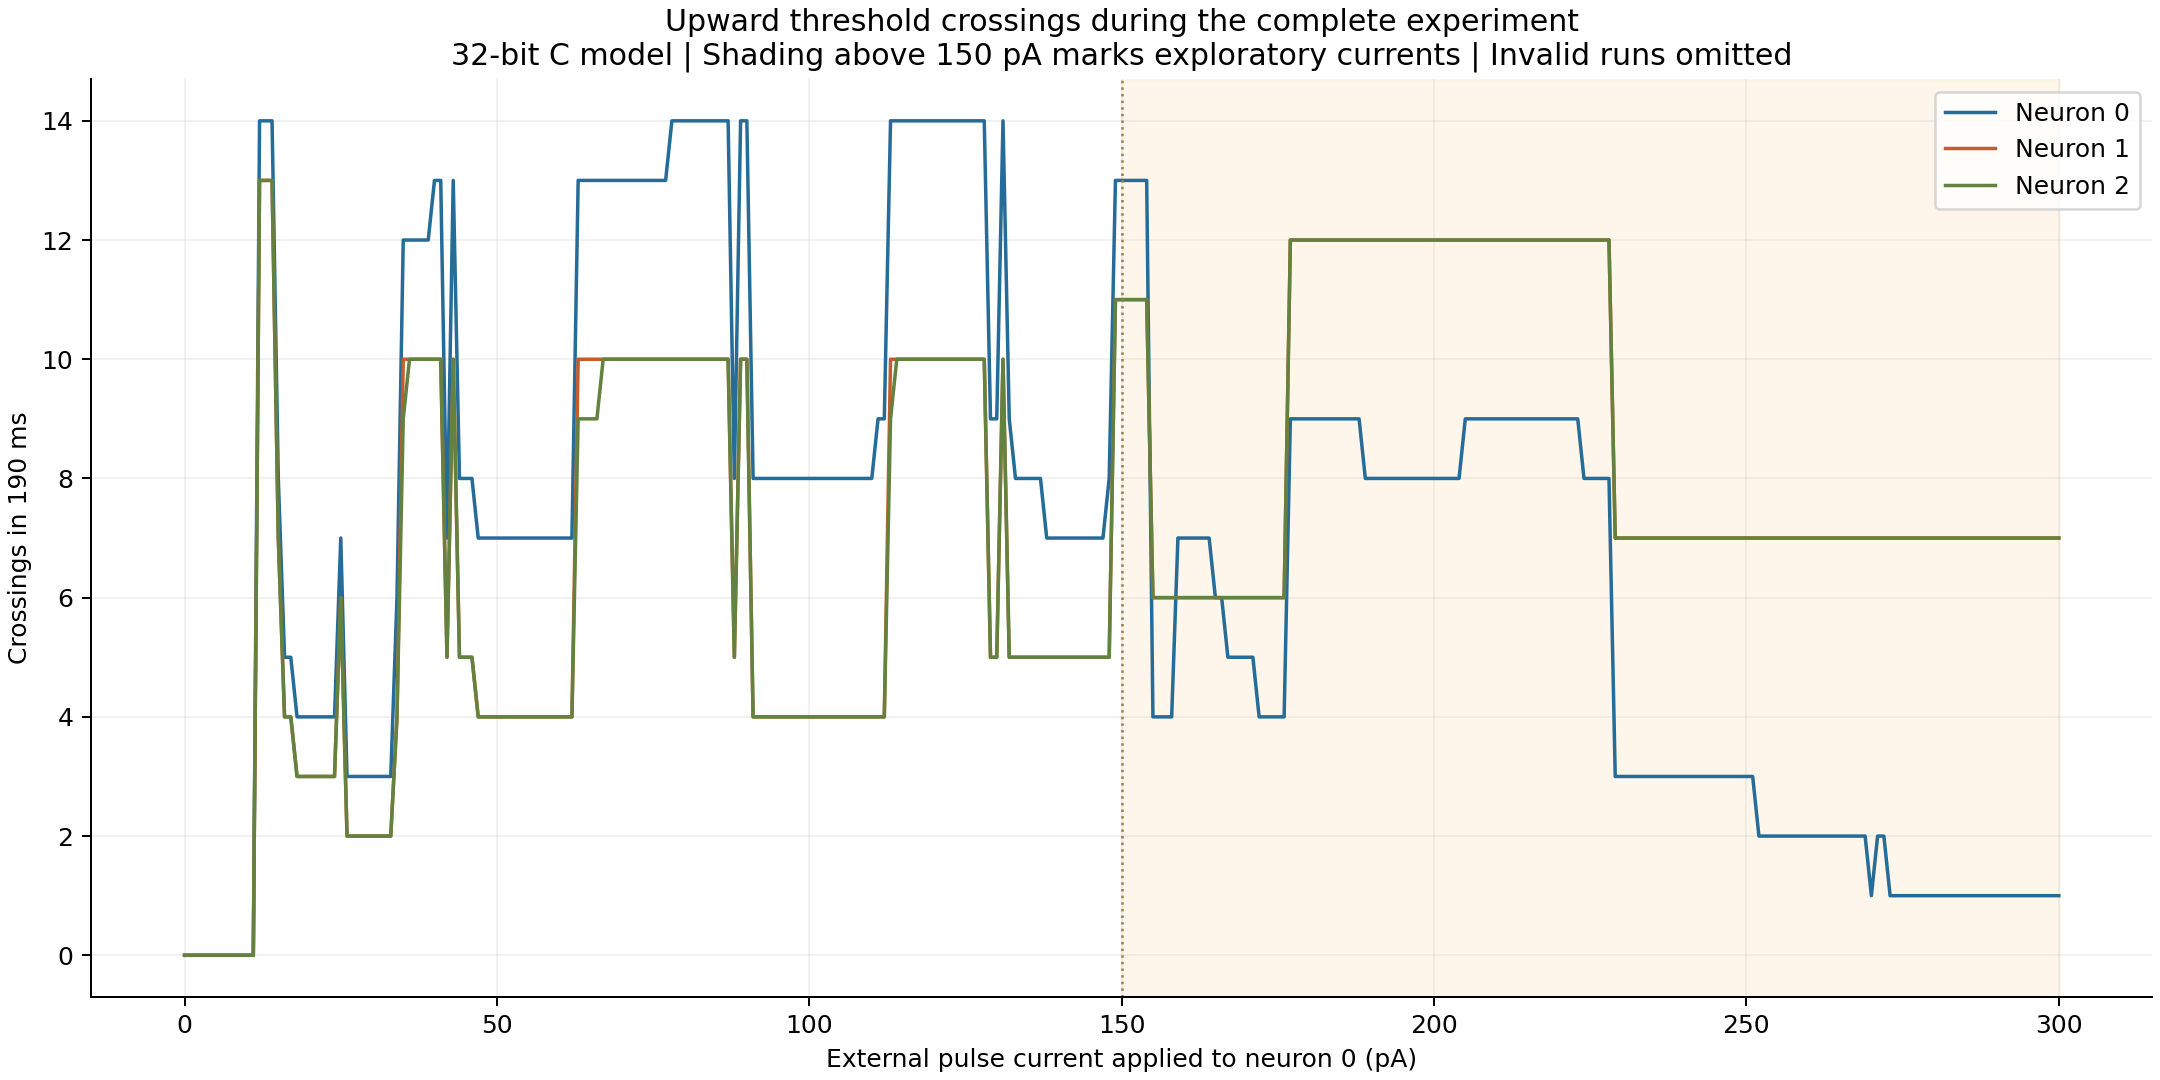 Upward threshold crossings during the complete experiment
32-bit C model | Shading above 150 pA marks exploratory currents | Invalid runs omitted
Neuron 0
Neuron 1
Neuron 2
Crossings in 190 ms
14
12
10
8
6
4
2
0
0 50 100 150 200 250 300
External pulse current applied to neuron 0 (pA)